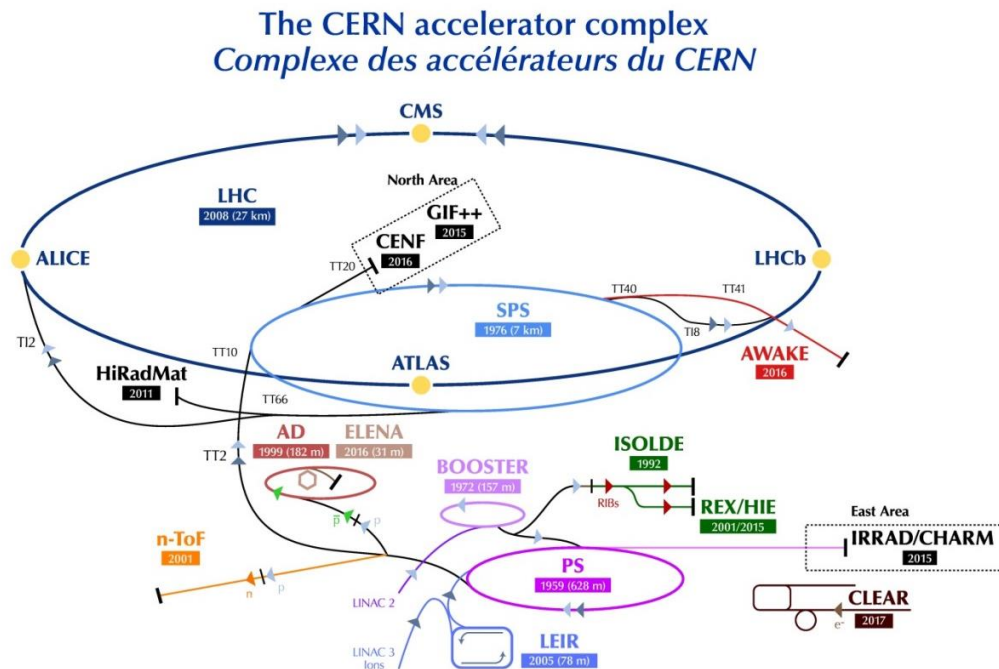 The CERN accelerator complex
Complexe des accélérateurs du CERN
CMS
North Area
LHC
2008 (27 km)
GIF++
2015
CENF
2016
ALICE
LHCb
TT20
TT40
TT41
SPS
1976 (7 km)
TI8
TI2
TT10
ATLAS
AWAKE
2016
HiRadMat
2011
TT66
AD
1999 (182 m)
ELENA
2016 (31 m)
TT2
ISOLDE
1992
BOOSTER
1972 (157 m)
RIBs
REX/HIE
2001/2015
East Area
p̅
p
n-ToF
2001
IRRAD/CHARM
2015
PS
1959 (628 m)
n
p
LINAC 2
CLEAR
2017
e-
LINAC 3
Ions
LEIR
2005 (78 m)